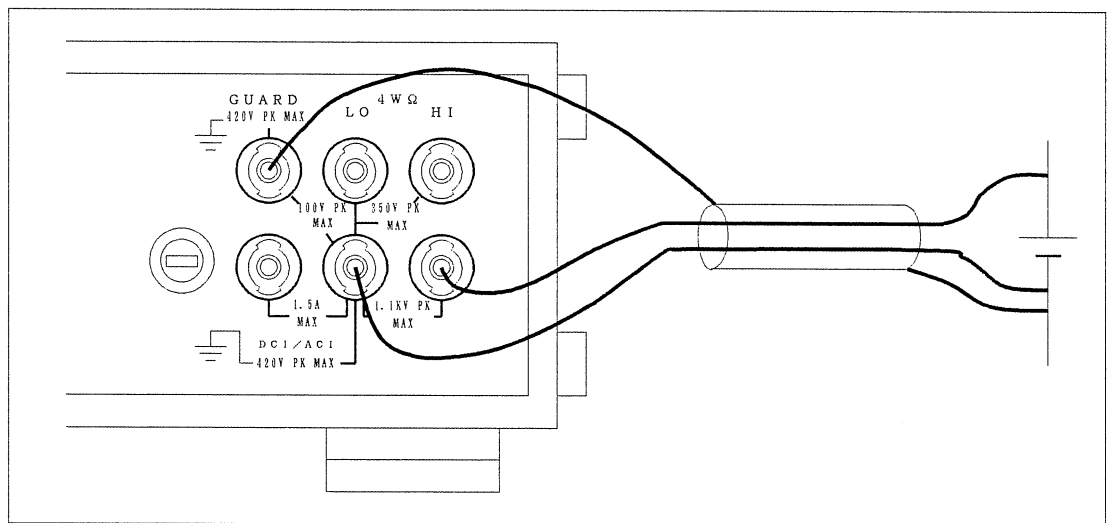 GUARD
4WΩ
420V PK MAX
LO
HI
100V PK
MAX
350V PK
MAX
1.5A
MAX
1.1KV PK
MAX
DCI/ACI
420V PK MAX